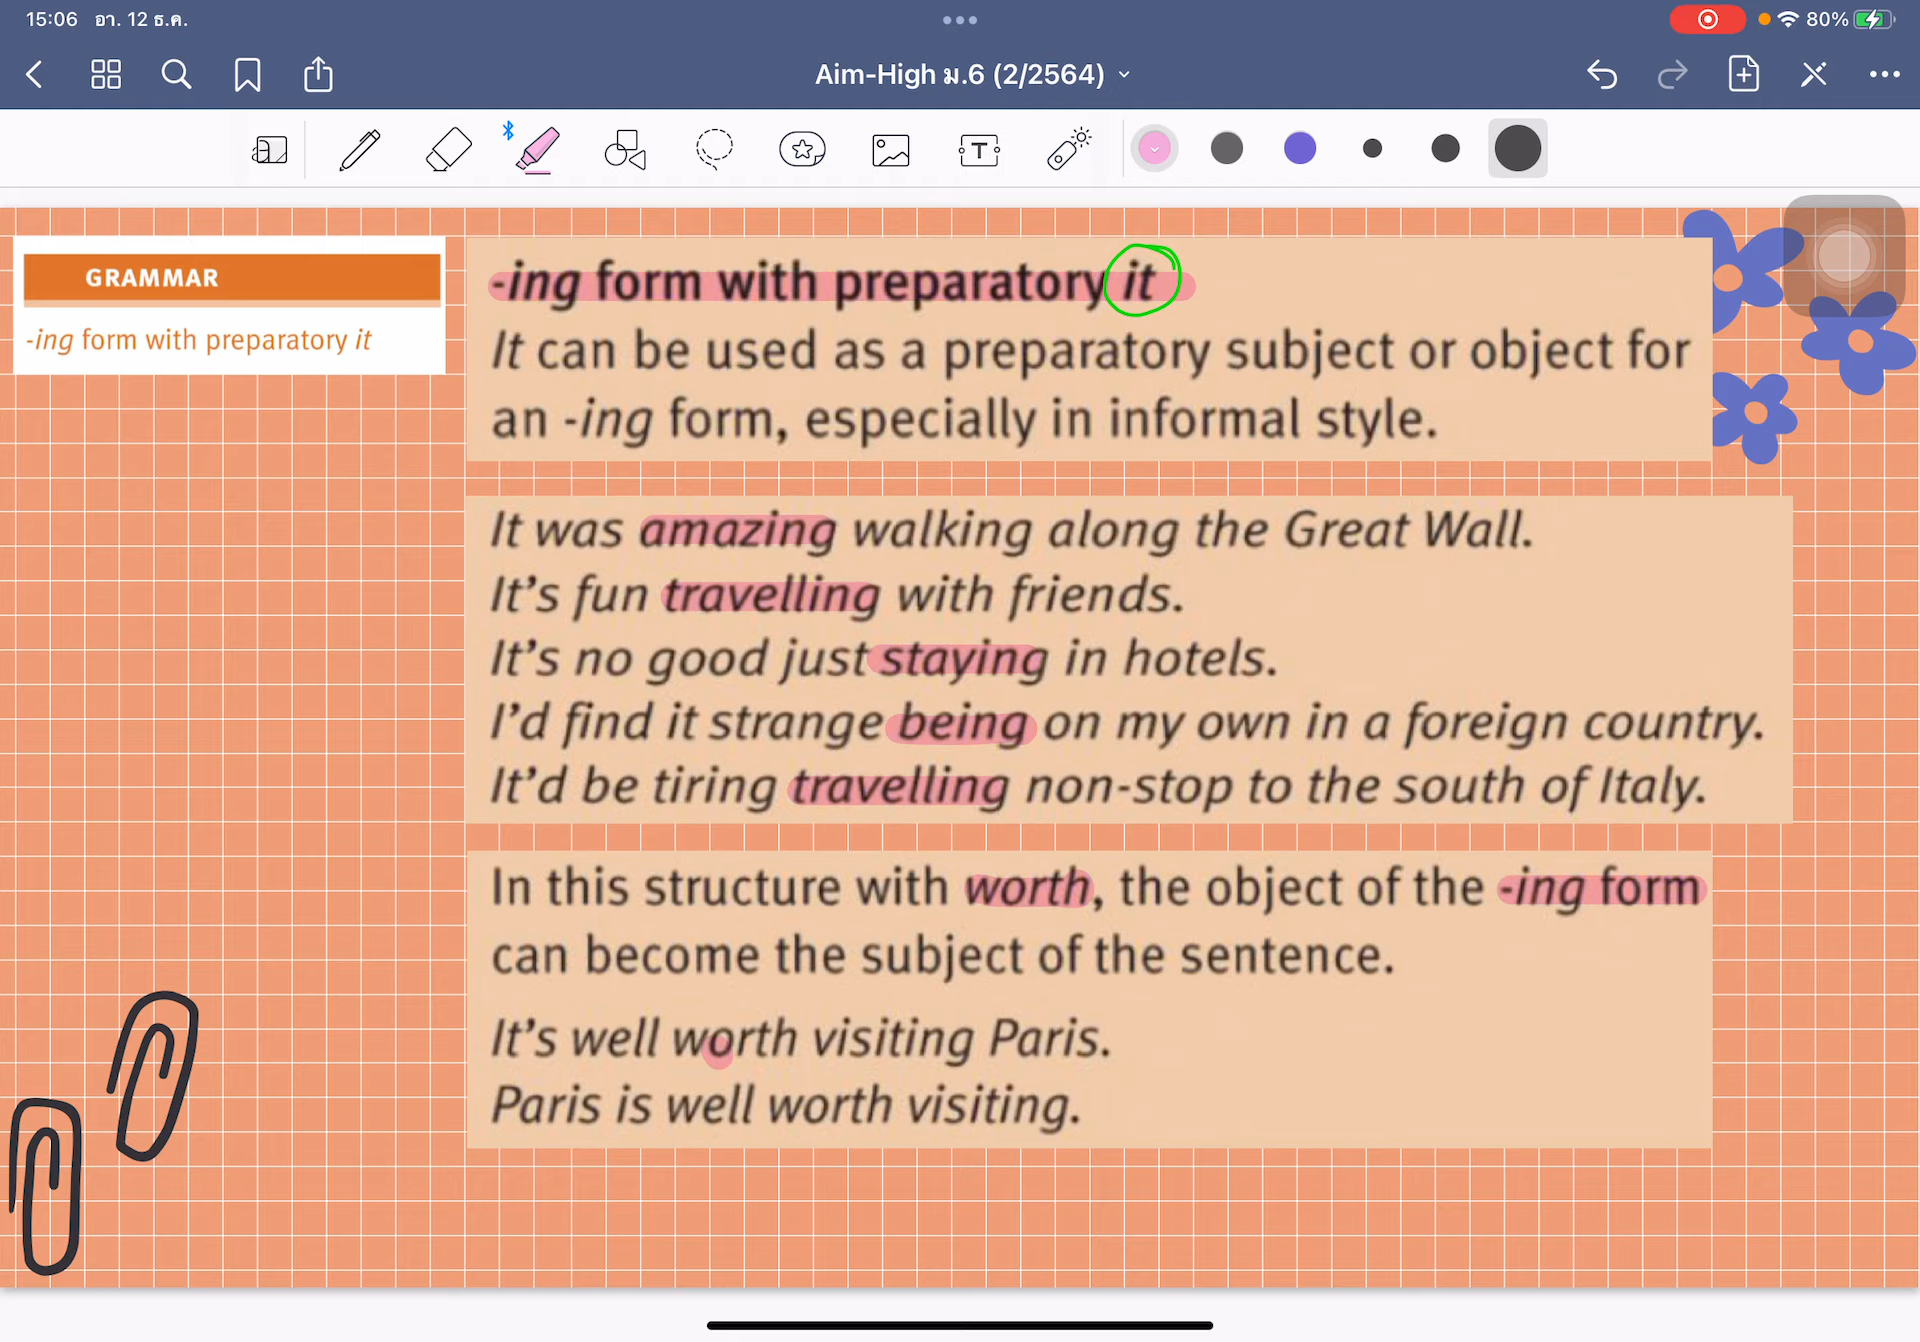 15:06 อา. 12 ธ.ค.
80%
Aim-High ม.6 (2/2564)
GRAMMAR
-ing form with preparatory it
-ing form with preparatory it
It can be used as a preparatory subject or object for
an -ing form, especially in informal style.
It was amazing walking along the Great Wall.
It's fun travelling with friends.
It's no good just staying in hotels.
I'd find it strange being on my own in a foreign country.
It'd be tiring travelling non-stop to the south of Italy.
In this structure with worth, the object of the -ing form
can become the subject of the sentence.
It's well worth visiting Paris.
Paris is well worth visiting.